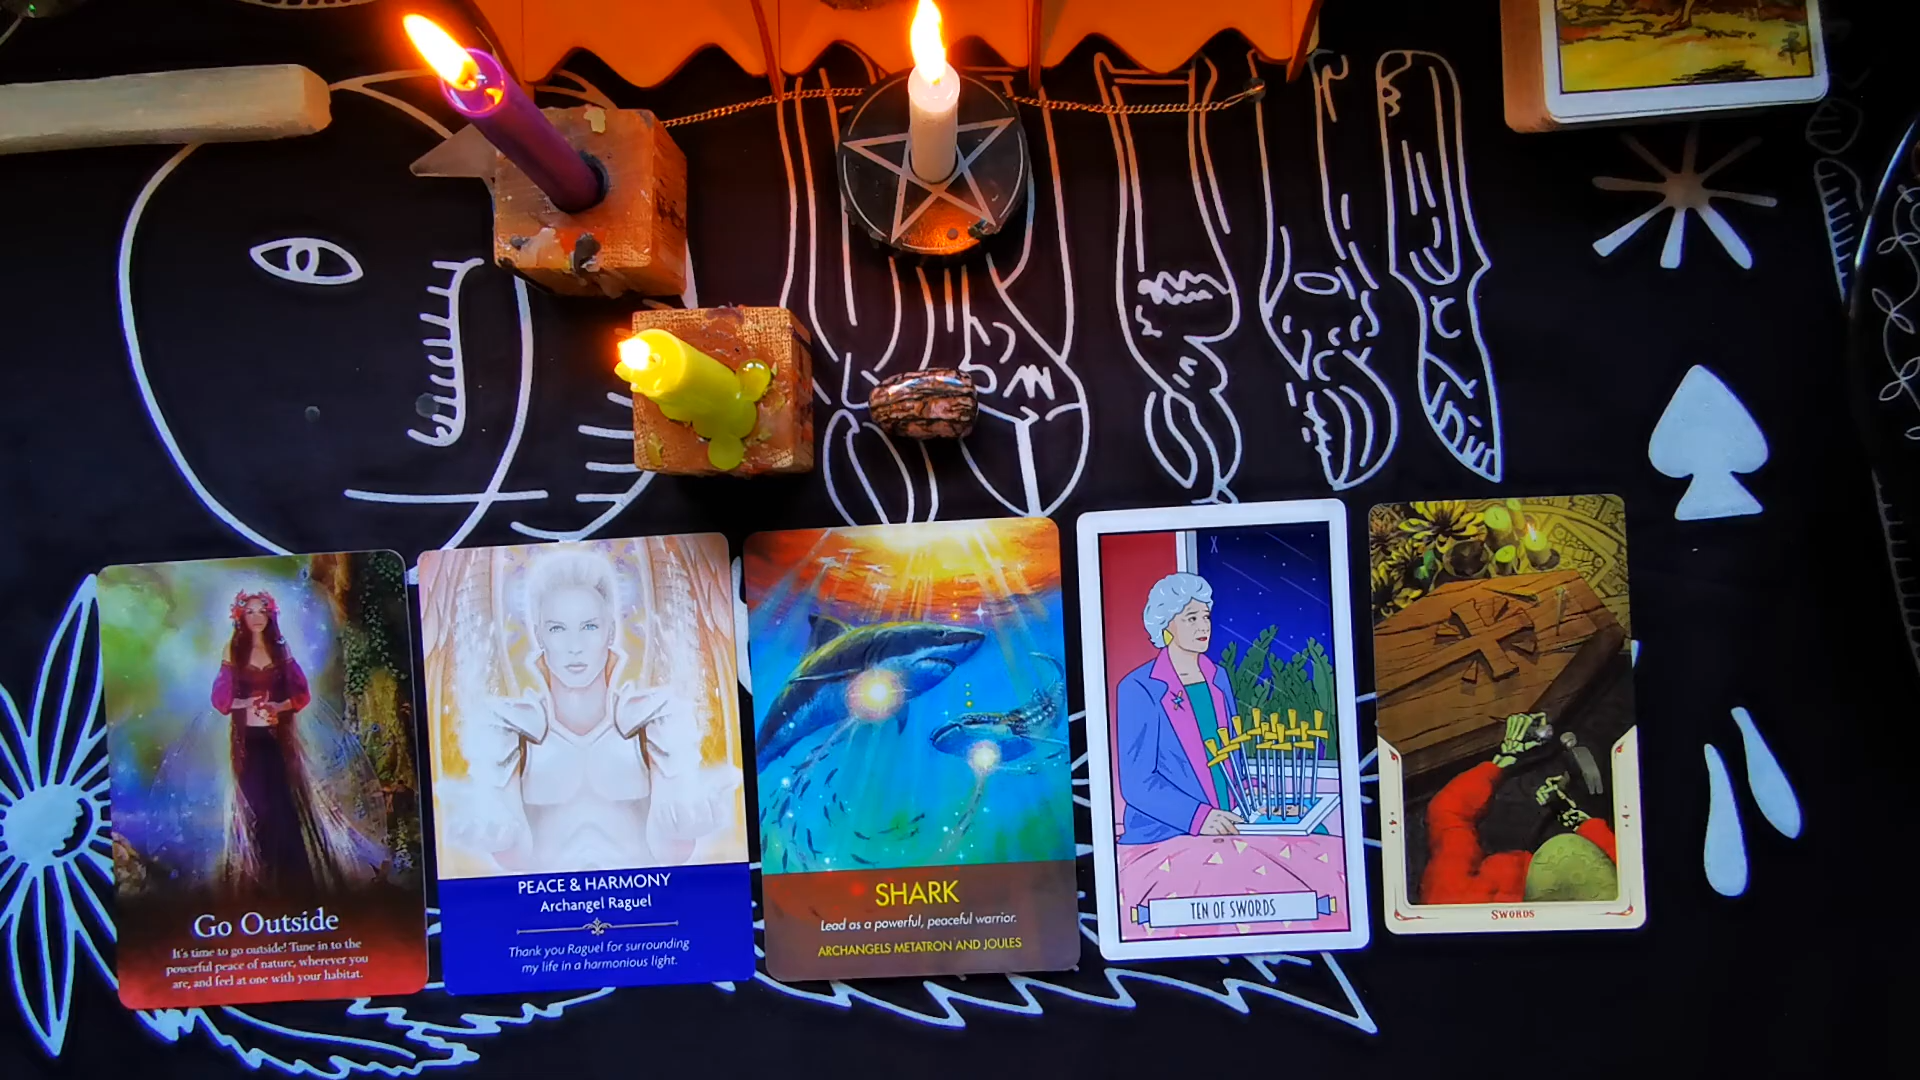 Go Outside
It's time to go outside! Tune in to the
powerful peace of nature, wherever you
are, and feel at one with your habitat.
PEACE & HARMONY
Archangel Raguel
Thank you Raguel for surrounding
my life in a harmonious light.
SHARK
Lead as a powerful, peaceful warrior.
ARCHANGELS METATRON AND JOULES
X
TEN OF SWORDS
4
4
SWORDS